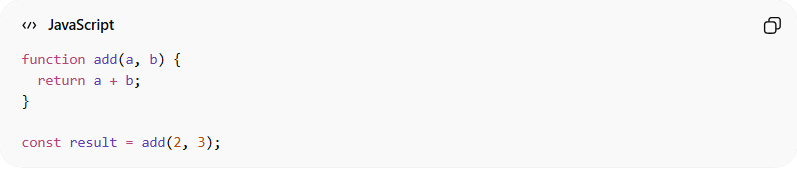 JavaScript
function add(a, b) {
  return a + b;
}

const result = add(2, 3);